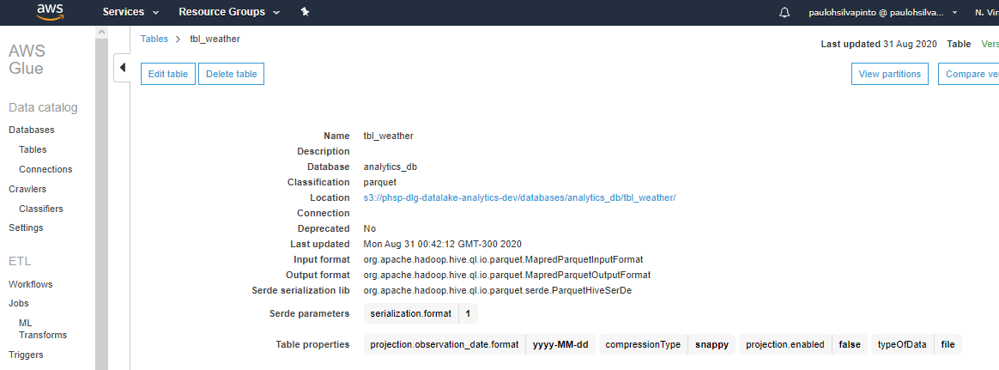 aws Services Resource Groups paulohsilvapinto @ paulohsilva... N. Vir
AWS
Glue
Data catalog
Databases
Tables
Connections
Crawlers
Classifiers
Settings
ETL
Workflows
Jobs
ML
Transforms
Triggers
Tables > tbl_weather
Last updated 31 Aug 2020 Table Vers
Edit table Delete table View partitions Compare ve
Name tbl_weather
Description
Database analytics_db
Classification parquet
Location s3://phsp-dlg-datalake-analytics-dev/databases/analytics_db/tbl_weather/
Connection
Deprecated No
Last updated Mon Aug 31 00:42:12 GMT-300 2020
Input format org.apache.hadoop.hive.ql.io.parquet.MapredParquetInputFormat
Output format org.apache.hadoop.hive.ql.io.parquet.MapredParquetOutputFormat
Serde serialization lib org.apache.hadoop.hive.ql.io.parquet.serde.ParquetHiveSerDe
Serde parameters serialization.format 1
Table properties projection.observation_date.format yyyy-MM-dd compressionType snappy projection.enabled false typeOfData file